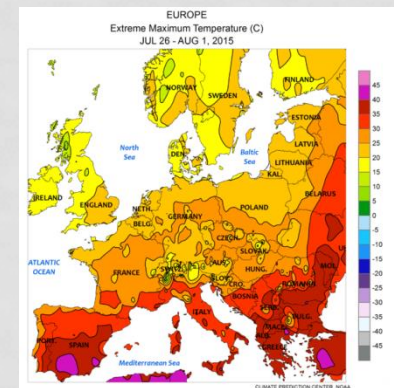 EUROPE
Extreme Maximum Temperature (C)
JUL 26 - AUG 1, 2015
FINLAND
NORWAY
SWEDEN
ESTONIA
North
Sea
Baltic
Sea
LATVIA
DEN.
LITHUANIA
KAL.
IRELAND
ENGLAND
BELARUS
NETH.
POLAND
BELG.
GERMANY
CZECH
SLOVAK
ATLANTIC
OCEAN
FRANCE
SWITZ.
AUS.
HUNG.
MOL
SLOV.
CRO.
ROMANIA
BOSNIA
SERB.
ITALY
BULG.
MACE
PORT.
SPAIN
GREECE
Mediterranean Sea
45
40
35
30
25
20
15
10
5
0
-5
-10
-15
-20
-25
-30
-35
-40
-45
CLIMATE PREDICTION CENTER, NOAA